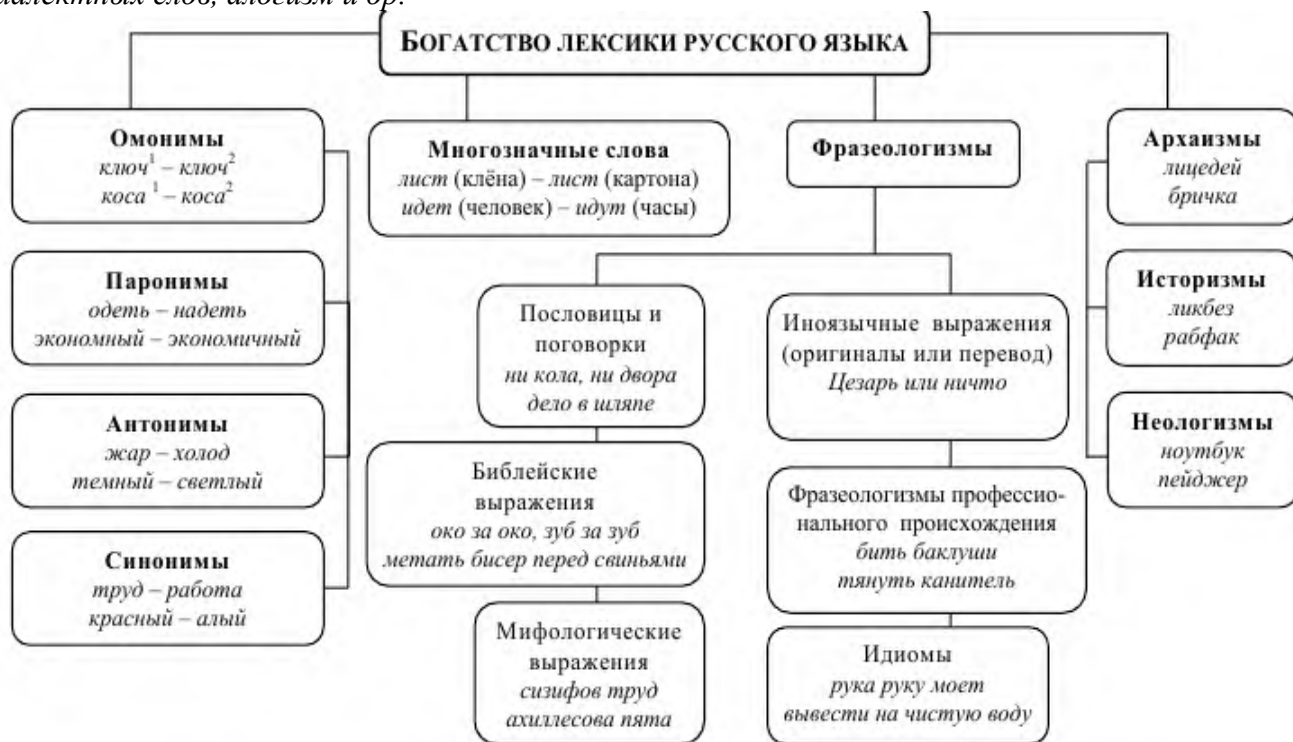 диалектных слов, алогизм и др.
БОГАТСТВО ЛЕКСИКИ РУССКОГО ЯЗЫКА
Омонимы
ключ¹ – ключ²
коса ¹ – коса²
Многозначные слова
лист (клёна) – лист (картона)
идет (человек) – идут (часы)
Фразеологизмы
Архаизмы
лицедей
бричка
Паронимы
одеть – надеть
экономный – экономичный
Пословицы и
поговорки
ни кола, ни двора
дело в шляпе
Иноязычные выражения
(оригиналы или перевод)
Цезарь или ничто
Историзмы
ликбез
рабфак
Антонимы
жар – холод
темный – светлый
Библейские
выражения
око за око, зуб за зуб
метать бисер перед свиньями
Фразеологизмы профессио-
нального происхождения
бить баклуши
тянуть канитель
Неологизмы
ноутбук
пейджер
Синонимы
труд – работа
красный – алый
Мифологические
выражения
сизифов труд
ахиллесова пята
Идиомы
рука руку моет
вывести на чистую воду